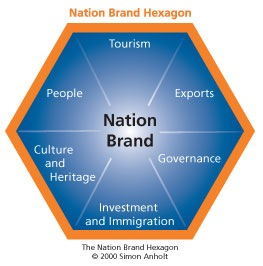 Nation Brand Hexagon
Tourism
People
Exports
Nation
Brand
Culture
and
Heritage
Governance
Investment
and Immigration
The Nation Brand Hexagon
© 2000 Simon Anholt